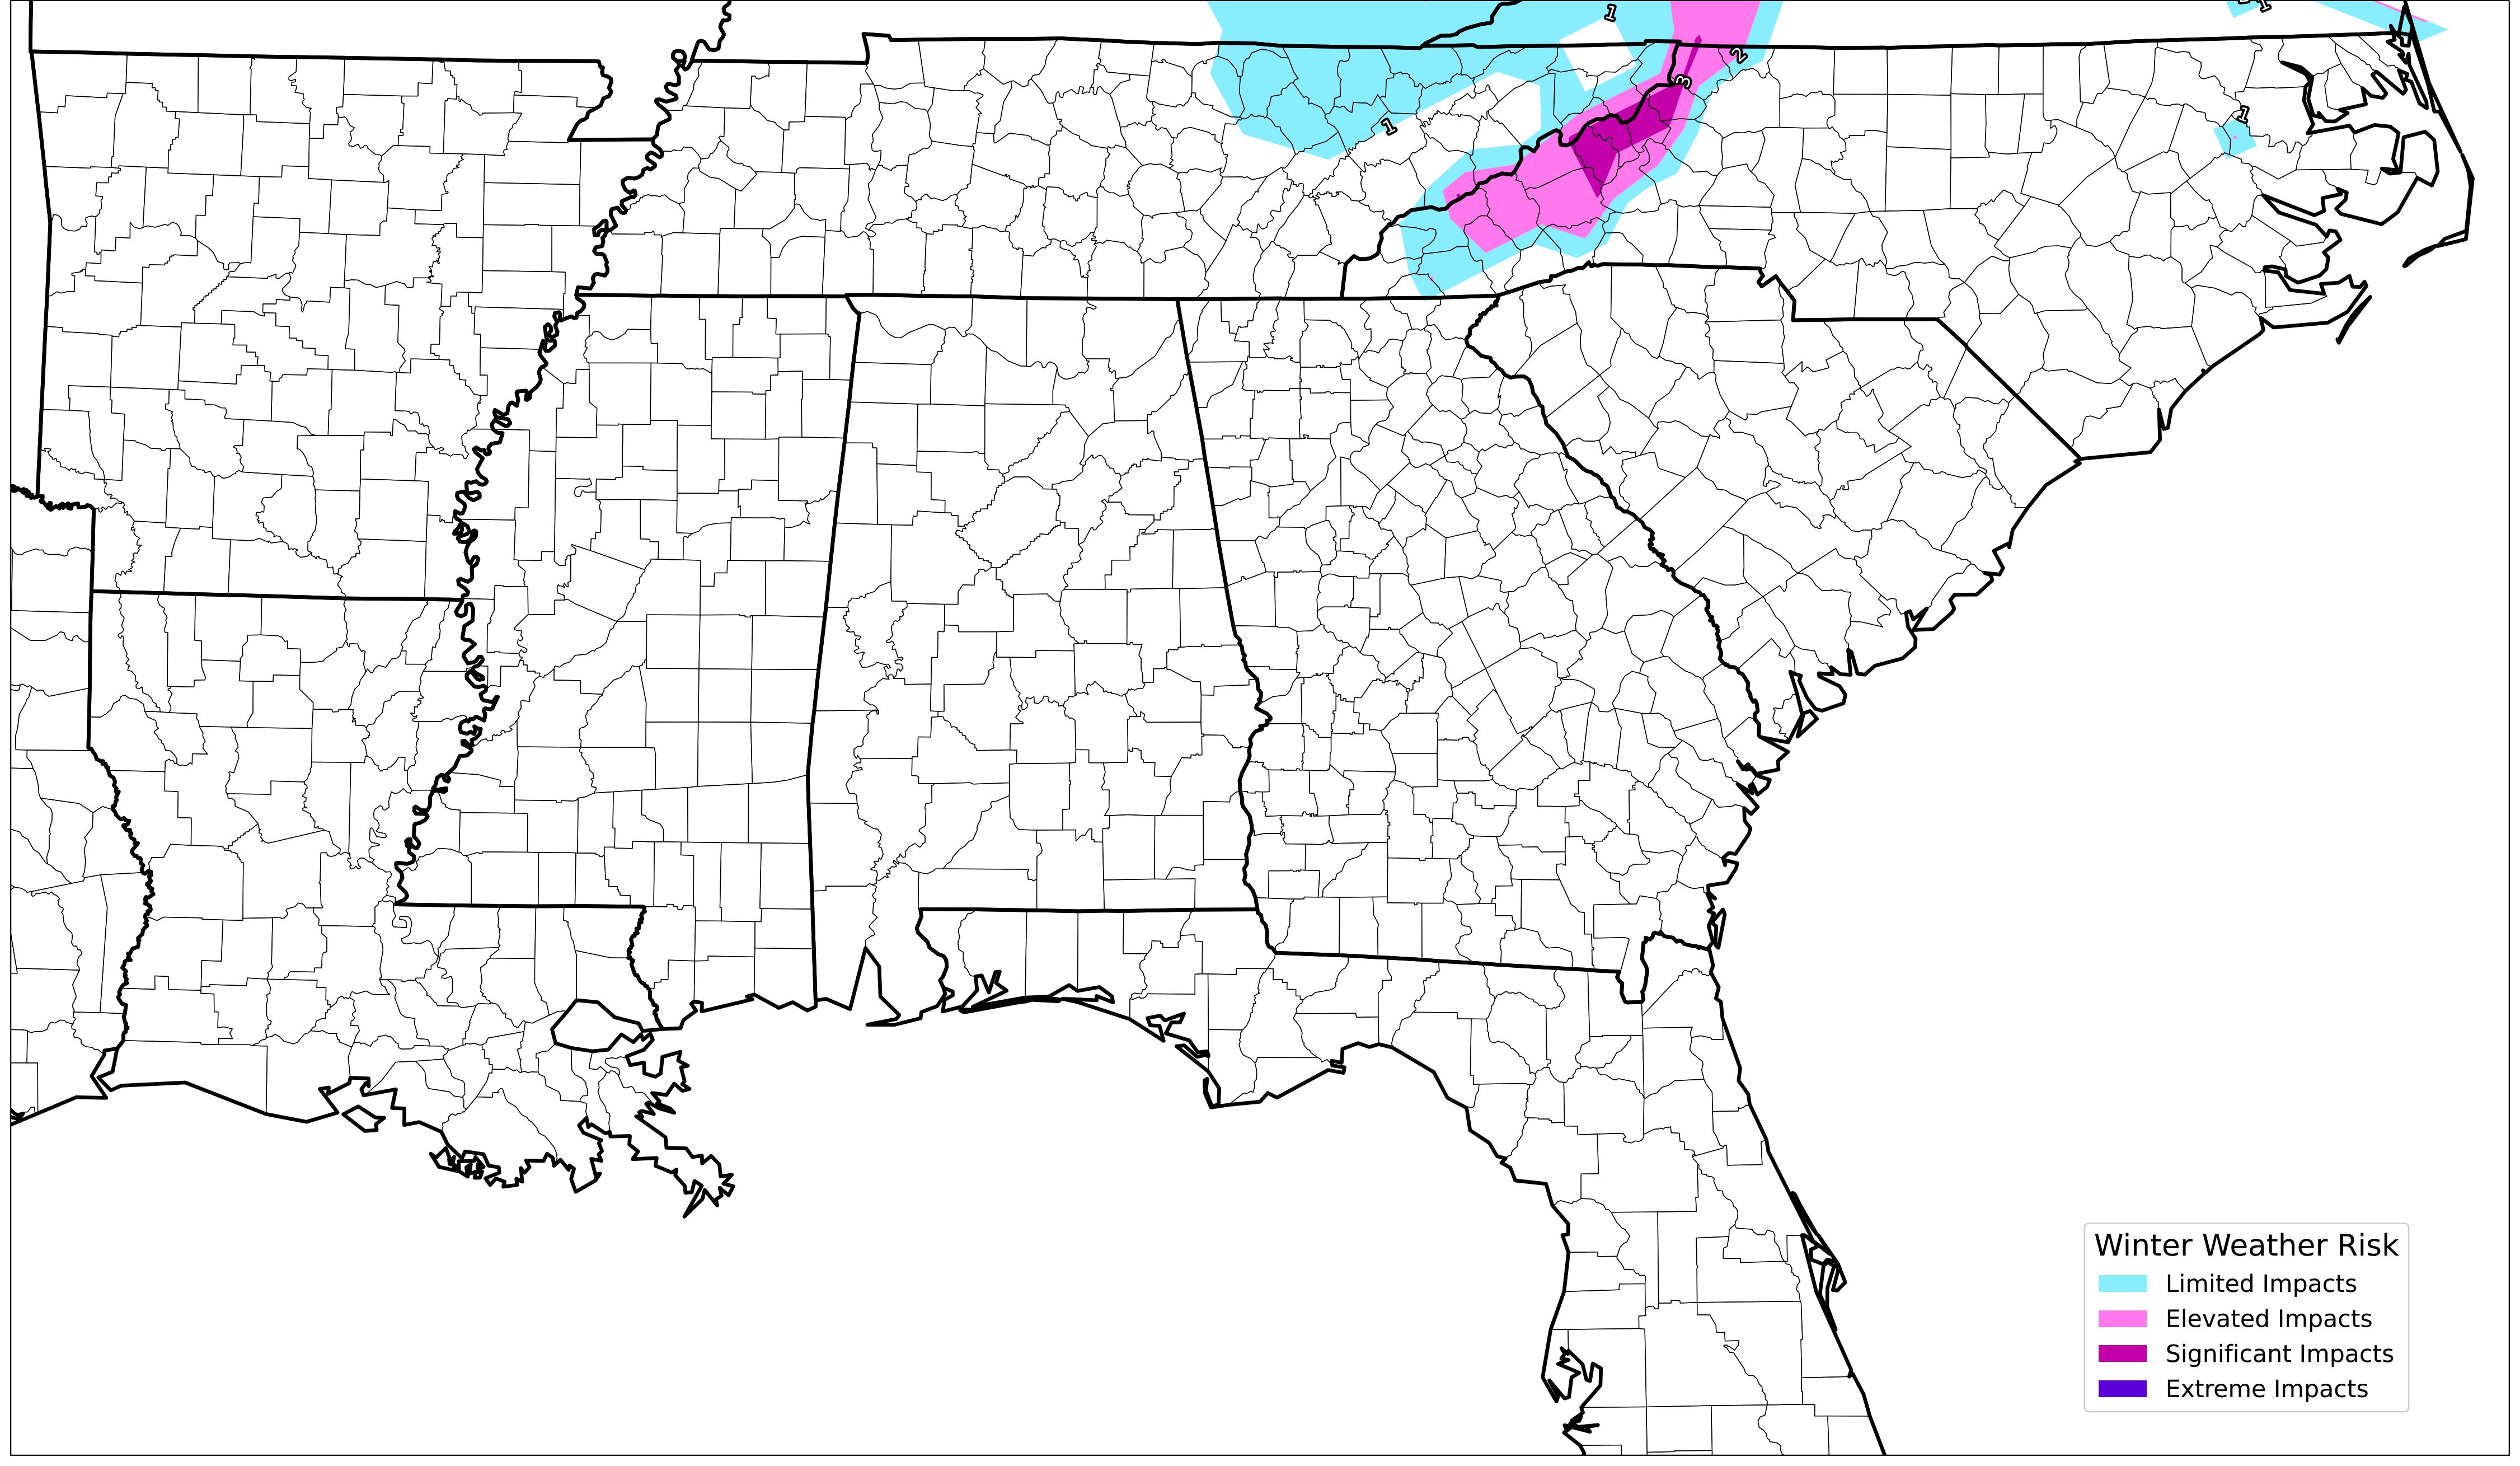 1
1
2
3
1
1
Winter Weather Risk
Limited Impacts
Elevated Impacts
Significant Impacts
Extreme Impacts